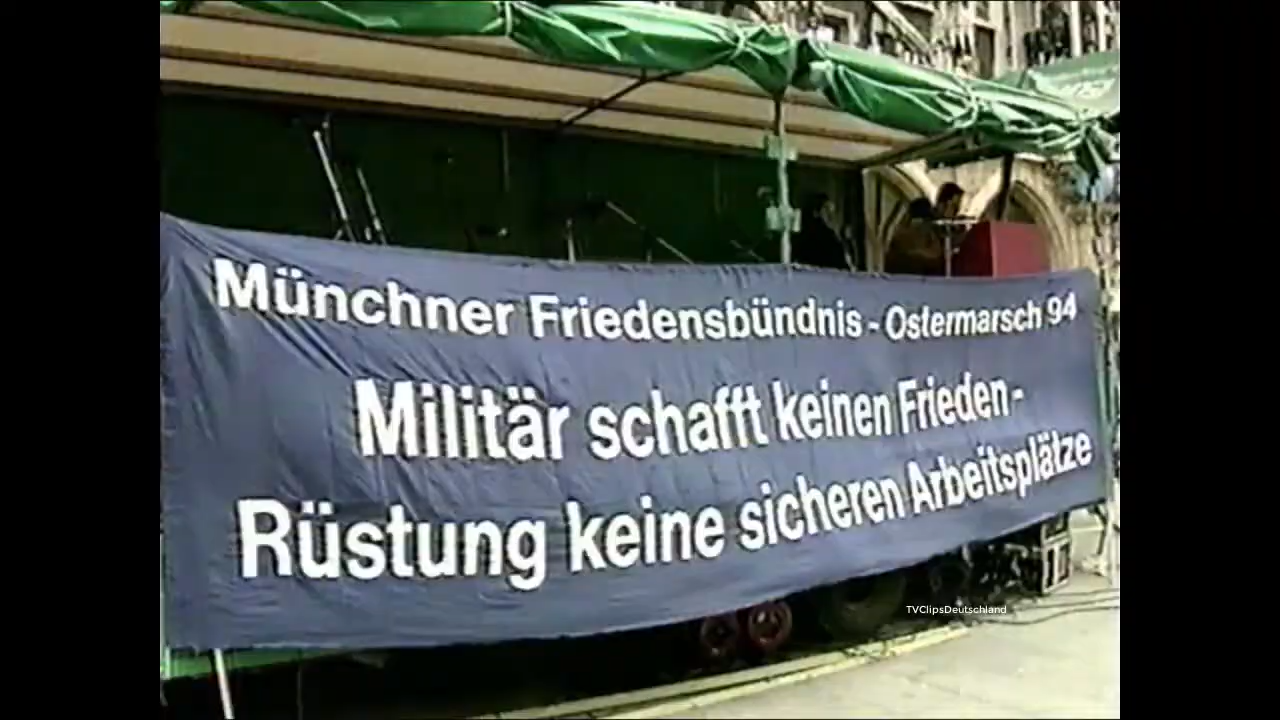 Münchner Friedensbündnis - Ostermarsch 94
Militär schafft keinen Frieden -
Rüstung keine sicheren Arbeitsplätze
TVClipsDeutschland